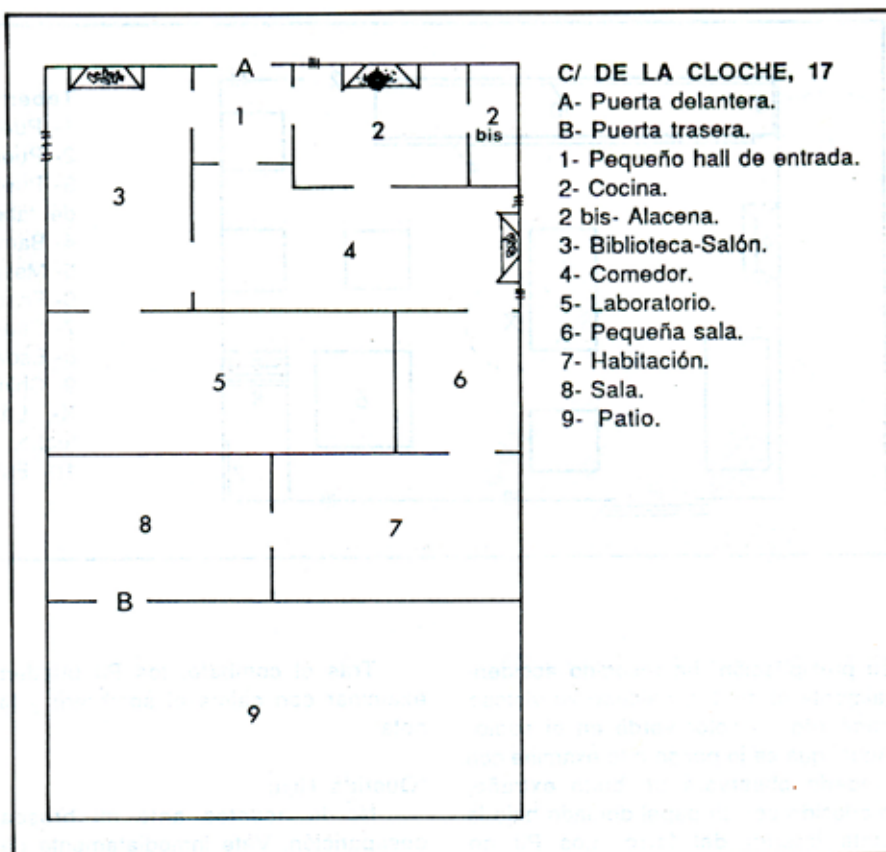 C/ DE LA CLOCHE, 17
A- Puerta delantera.
B- Puerta trasera.
1- Pequeño hall de entrada.
2- Cocina.
2 bis- Alacena.
3- Biblioteca-Salón.
4- Comedor.
5- Laboratorio.
6- Pequeña sala.
7- Habitación.
8- Sala.
9- Patio.
A
1
2
2
bis
3
4
5
6
8
7
B
9